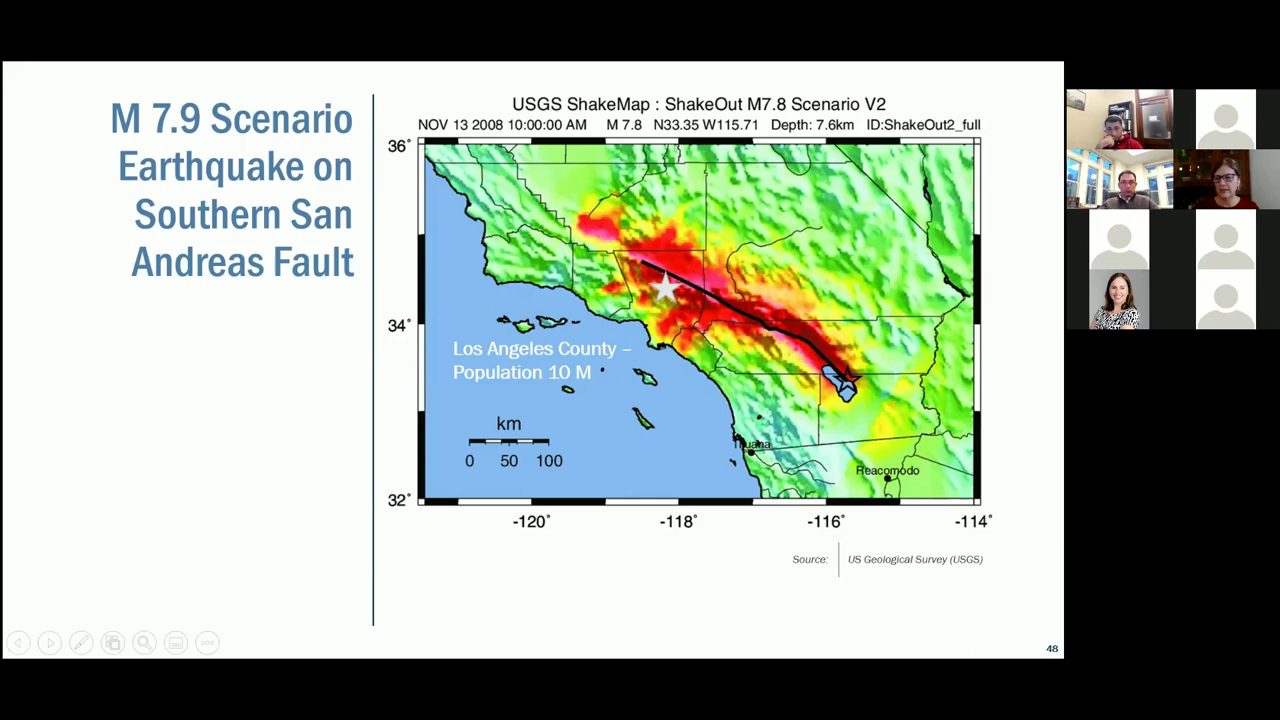 M 7.9 Scenario
Earthquake on
Southern San
Andreas Fault
USGS ShakeMap : ShakeOut M7.8 Scenario V2
NOV 13 2008 10:00:00 AM M 7.8 N33.35 W115.71 Depth: 7.6km ID:ShakeOut2_full
36°
34°
32°
Los Angeles County –
Population 10 M
km
0 50 100
Tijuana
Reacomodo
-120° -118° -116° -114°
Source: US Geological Survey (USGS)
48